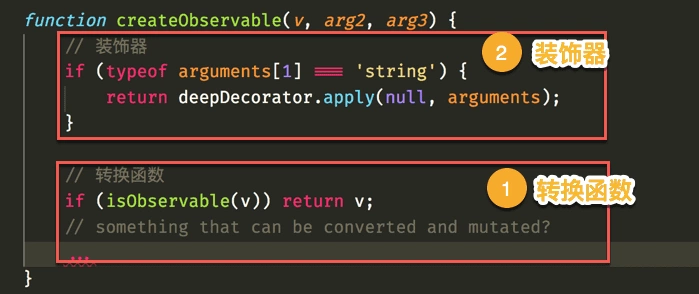 function createObservable(v, arg2, arg3) {
// 装饰器
if (typeof arguments[1] === 'string') {
return deepDecorator.apply(null, arguments);
}
2 装饰器
// 转换函数
if (isObservable(v)) return v;
// something that can be converted and mutated?
1 转换函数
......
}